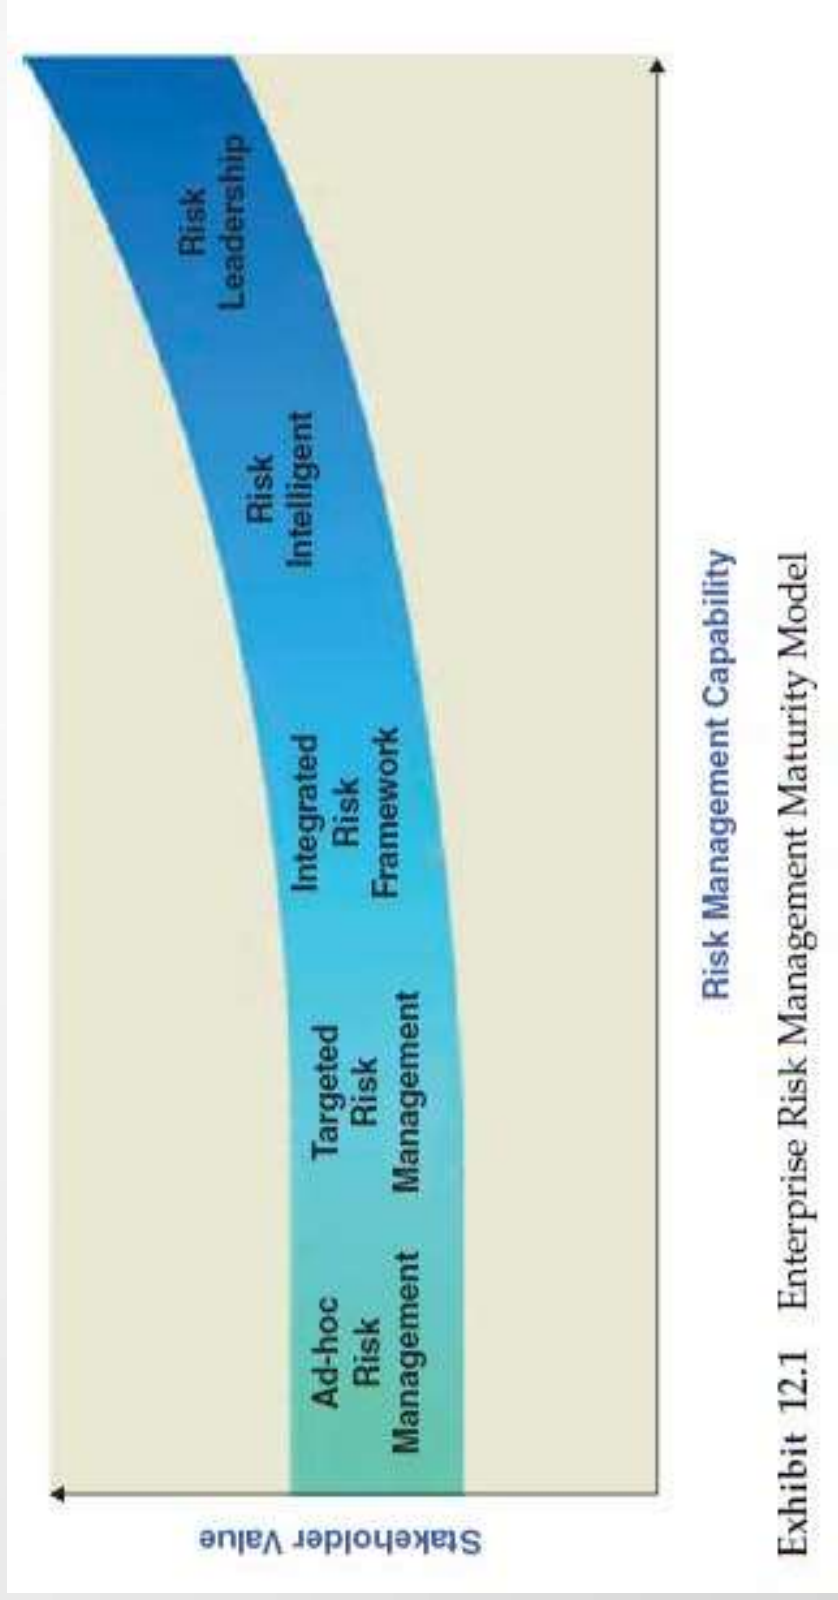 Stakeholder Value
Ad-hoc
Risk
Management
Targeted
Risk
Management
Integrated
Risk
Framework
Risk
Intelligent
Risk
Leadership
Risk Management Capability
Exhibit 12.1 Enterprise Risk Management Maturity Model